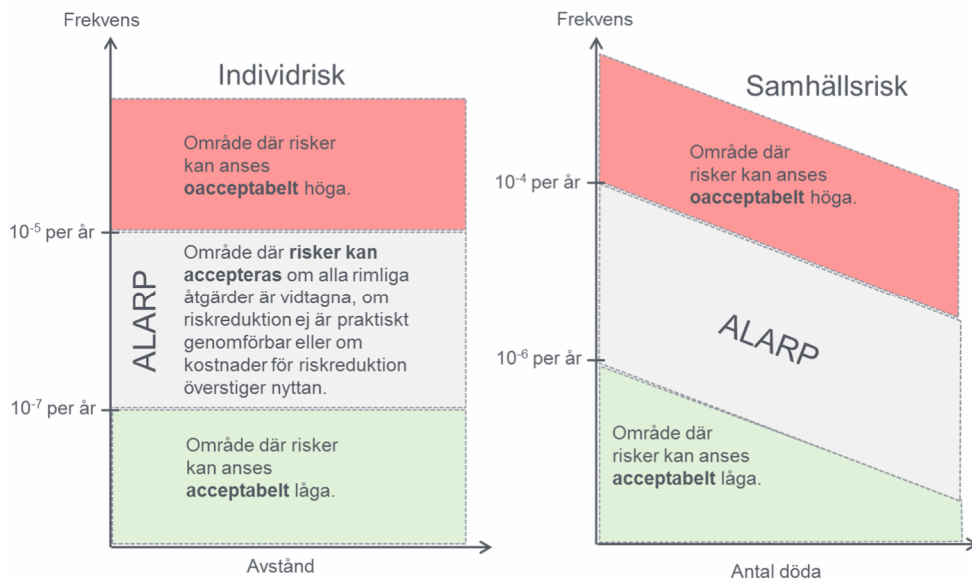 Frekvens
Individrisk
Område där risker
kan anses
oacceptabelt höga.
10⁻⁵ per år
ALARP
Område där risker kan
accepteras om alla rimliga
åtgärder är vidtagna, om
riskreduktion ej är praktiskt
genomförbar eller om
kostnader för riskreduktion
överstiger nyttan.
10⁻⁷ per år
Område där risker
kan anses
acceptabelt låga.
Avstånd
Frekvens
Samhällsrisk
Område där
risker kan anses
oacceptabelt höga.
10⁻⁴ per år
ALARP
10⁻⁶ per år
Område där
risker kan anses
acceptabelt låga.
Antal döda